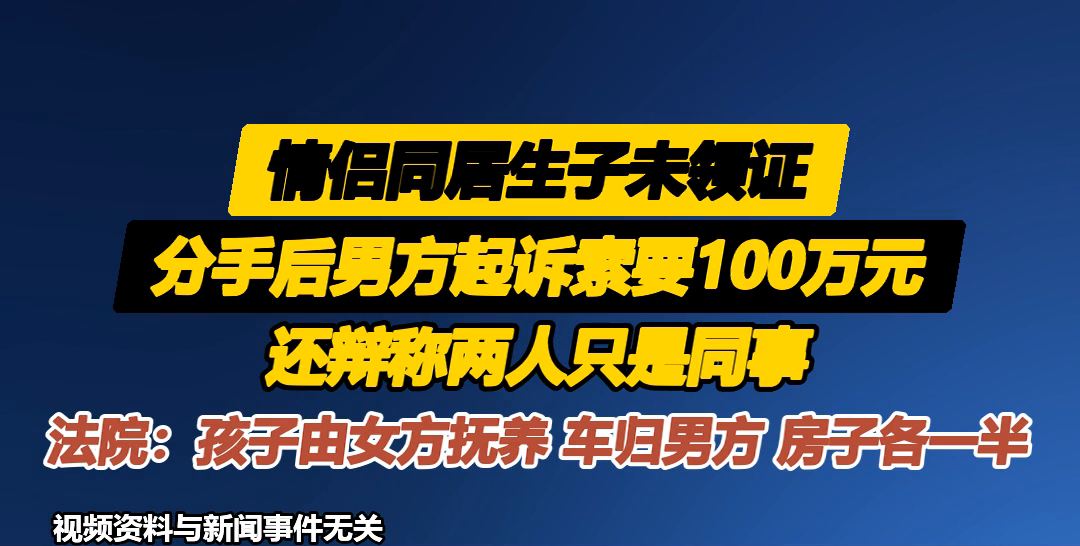 情侣同居生子未领证
分手后男方起诉索要100万元
还辩称两人只是同事
法院：孩子由女方抚养 车归男方 房子各一半
视频资料与新闻事件无关